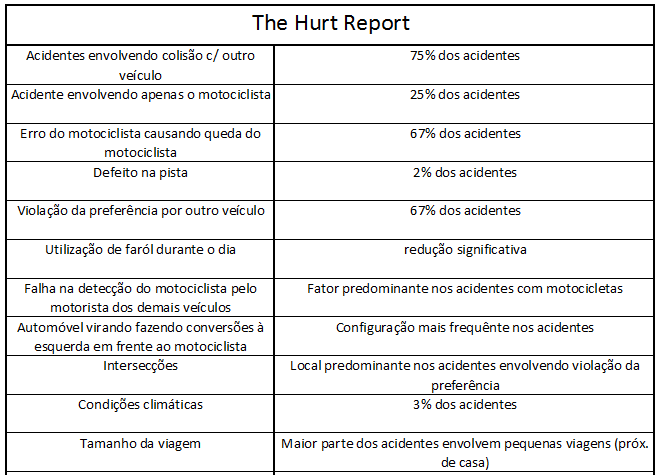 The Hurt Report
Acidentes envolvendo colisão c/ outro
veículo
75% dos acidentes
Acidente envolvendo apenas o motociclista
25% dos acidentes
Erro do motociclista causando queda do
motociclista
67% dos acidentes
Defeito na pista
2% dos acidentes
Violação da preferência por outro veículo
67% dos acidentes
Utilização de faról durante o dia
redução significativa
Falha na detecção do motociclista pelo
motorista dos demais veículos
Fator predominante nos acidentes com motocicletas
Automóvel virando fazendo conversões à
esquerda em frente ao motociclista
Configuração mais frequênte nos acidentes
Intersecções
Local predominante nos acidentes envolvendo violação da
preferência
Condições climáticas
3% dos acidentes
Tamanho da viagem
Maior parte dos acidentes envolvem pequenas viagens (próx.
de casa)